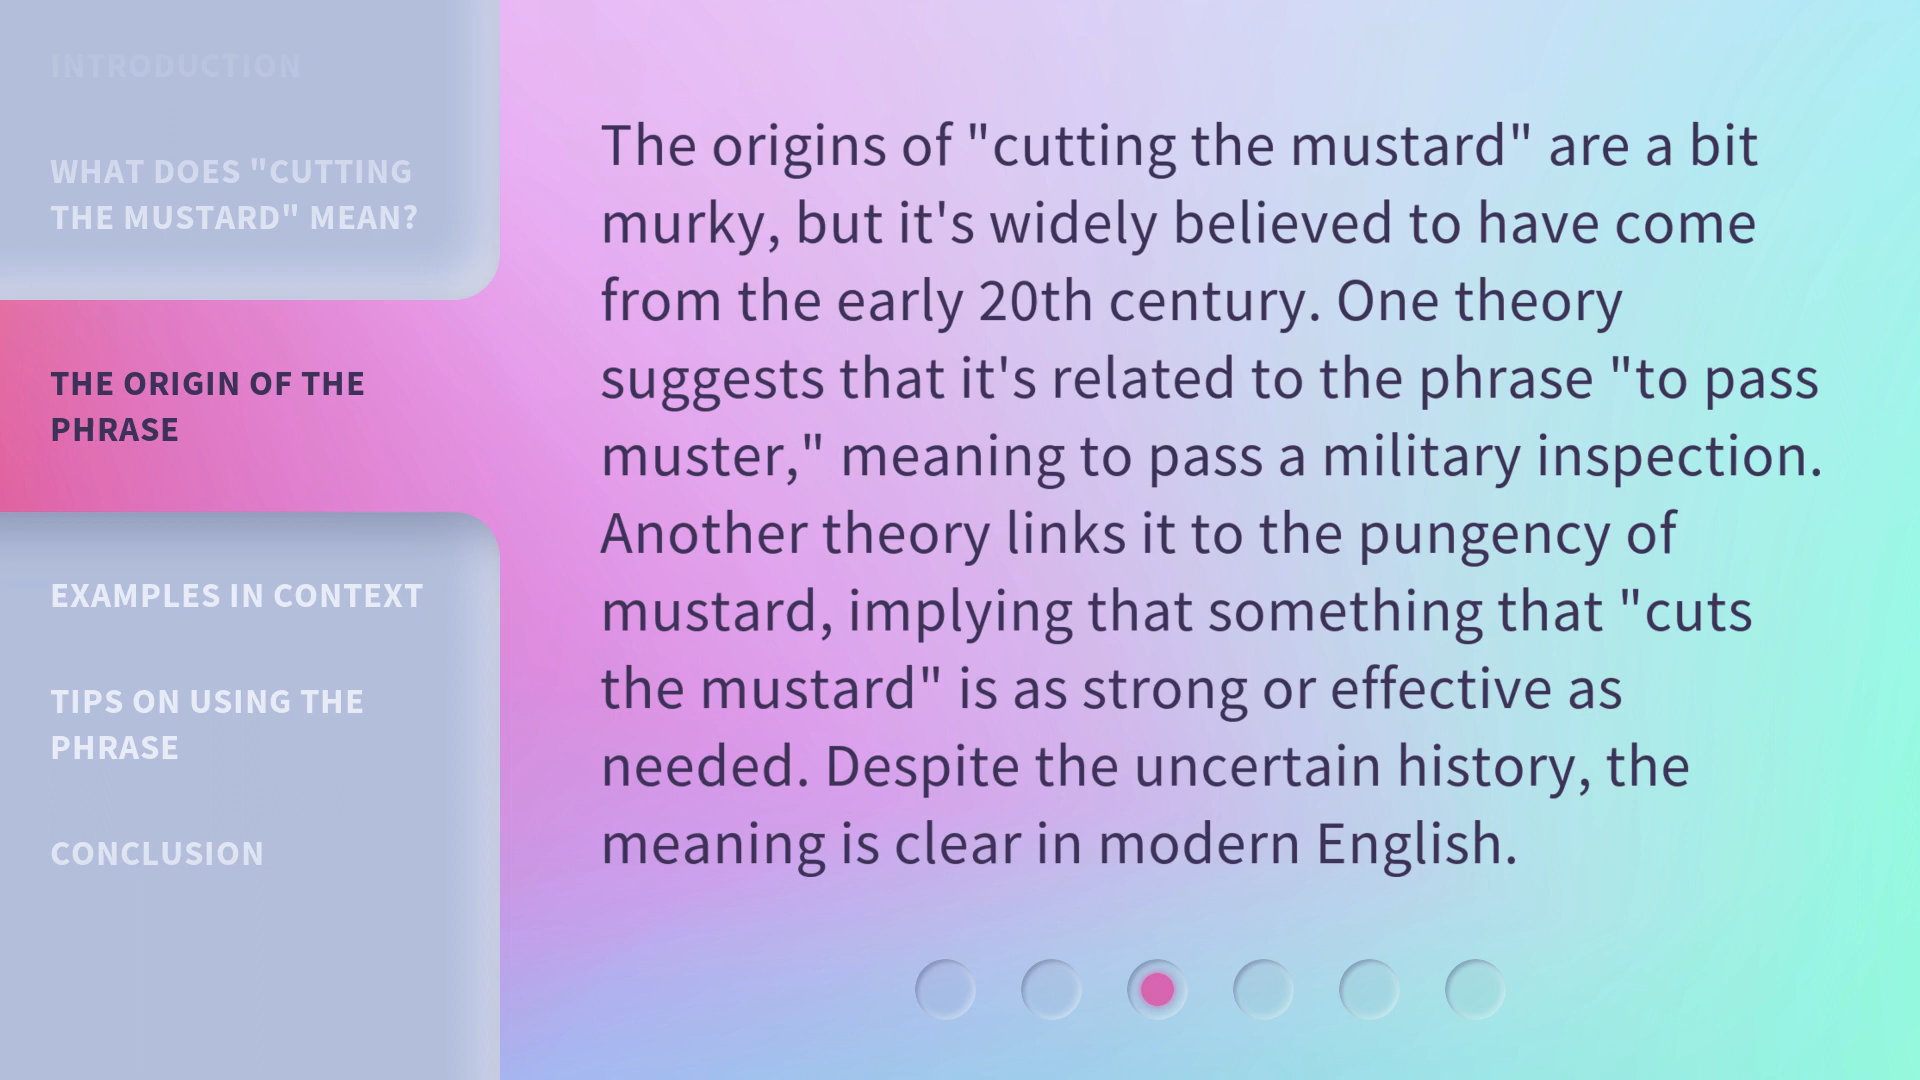 INTRODUCTION
WHAT DOES "CUTTING
THE MUSTARD" MEAN?
THE ORIGIN OF THE
PHRASE
EXAMPLES IN CONTEXT
TIPS ON USING THE
PHRASE
CONCLUSION
The origins of "cutting the mustard" are a bit
murky, but it's widely believed to have come
from the early 20th century. One theory
suggests that it's related to the phrase "to pass
muster," meaning to pass a military inspection.
Another theory links it to the pungency of
mustard, implying that something that "cuts
the mustard" is as strong or effective as
needed. Despite the uncertain history, the
meaning is clear in modern English.